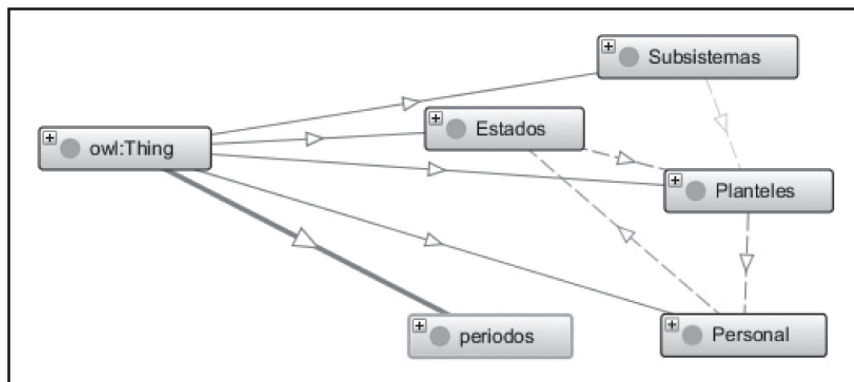 Subsistemas
Estados
owl:Thing
Planteles
Personal
periodos